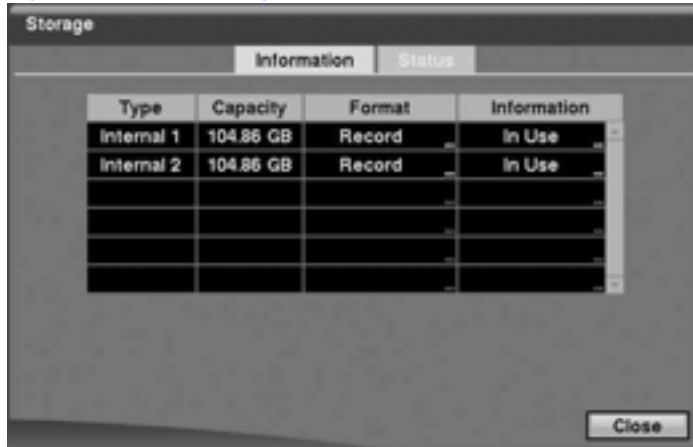 Storage
Information Status
Type Capacity Format Information
Internal 1 104.86 GB Record ... In Use ...
Internal 2 104.86 GB Record ... In Use ...
... ...
... ...
... ...
... ...
Close